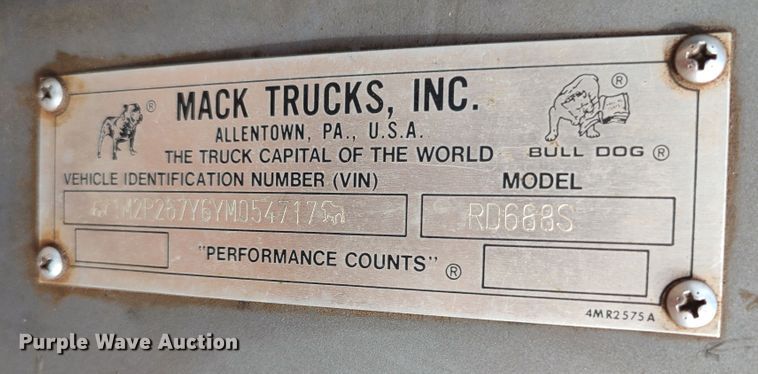 MACK TRUCKS, INC.
ALLENTOWN, PA., U.S.A.
THE TRUCK CAPITAL OF THE WORLD
BULL DOG ®
VEHICLE IDENTIFICATION NUMBER (VIN)
MODEL
1M2P267Y6YM054717
RD688S
"PERFORMANCE COUNTS" ®
4MR2575A
Purple Wave Auction